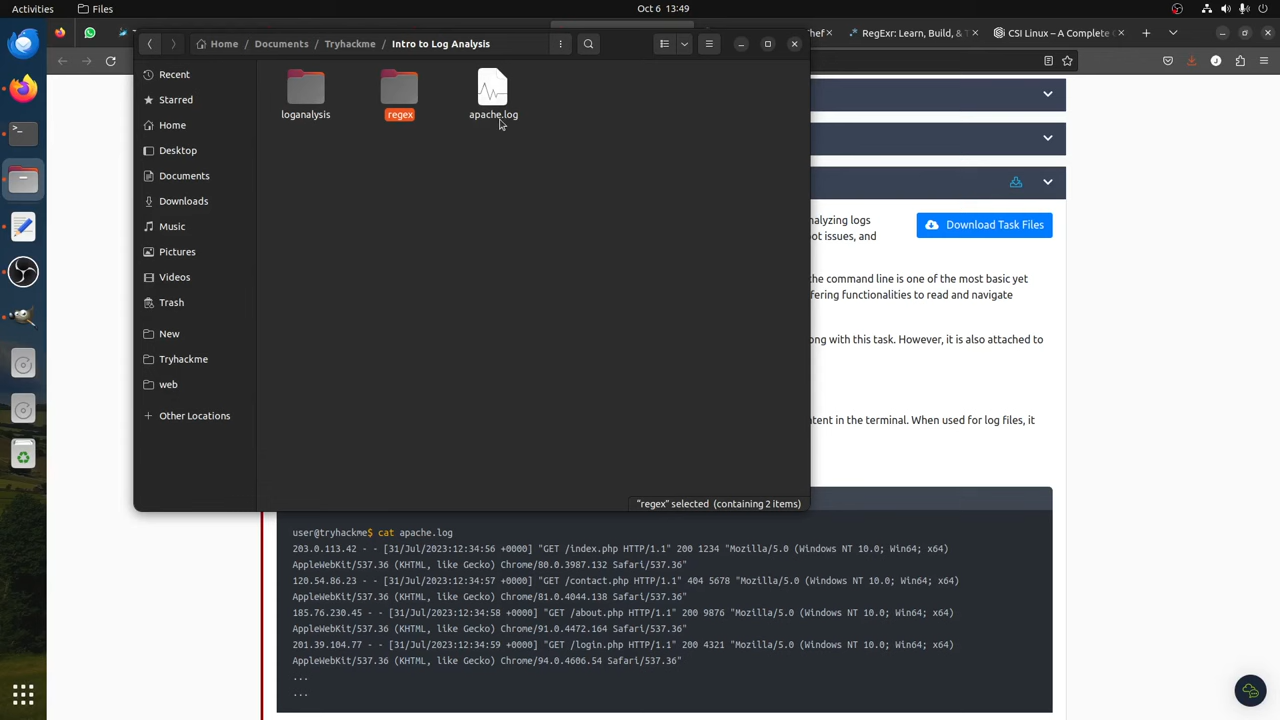 Activities
Files
Oct 6 13:49
RegExr: Learn, Build, & T
CSI Linux – A Complete C
Home / Documents / Tryhackme / Intro to Log Analysis
Recent
Starred
Home
Desktop
Documents
Downloads
Music
Pictures
Videos
Trash
New
Tryhackme
web
+ Other Locations
loganalysis
regex
apache.log
"regex" selected (containing 2 items)
Download Task Files
nalyzing logs
oot issues, and
he command line is one of the most basic yet
fering functionalities to read and navigate
ong with this task. However, it is also attached to
ntent in the terminal. When used for log files, it
user@tryhackme$ cat apache.log
203.0.113.42 - - [31/Jul/2023:12:34:56 +0000] "GET /index.php HTTP/1.1" 200 1234 "Mozilla/5.0 (Windows NT 10.0; Win64; x64)
AppleWebKit/537.36 (KHTML, like Gecko) Chrome/80.0.3987.132 Safari/537.36"
120.54.86.23 - - [31/Jul/2023:12:34:57 +0000] "GET /contact.php HTTP/1.1" 404 5678 "Mozilla/5.0 (Windows NT 10.0; Win64; x64)
AppleWebKit/537.36 (KHTML, like Gecko) Chrome/81.0.4044.138 Safari/537.36"
185.76.230.45 - - [31/Jul/2023:12:34:58 +0000] "GET /about.php HTTP/1.1" 200 9876 "Mozilla/5.0 (Windows NT 10.0; Win64; x64)
AppleWebKit/537.36 (KHTML, like Gecko) Chrome/91.0.4472.164 Safari/537.36"
201.39.104.77 - - [31/Jul/2023:12:34:59 +0000] "GET /login.php HTTP/1.1" 200 4321 "Mozilla/5.0 (Windows NT 10.0; Win64; x64)
AppleWebKit/537.36 (KHTML, like Gecko) Chrome/94.0.4606.54 Safari/537.36"
...
...